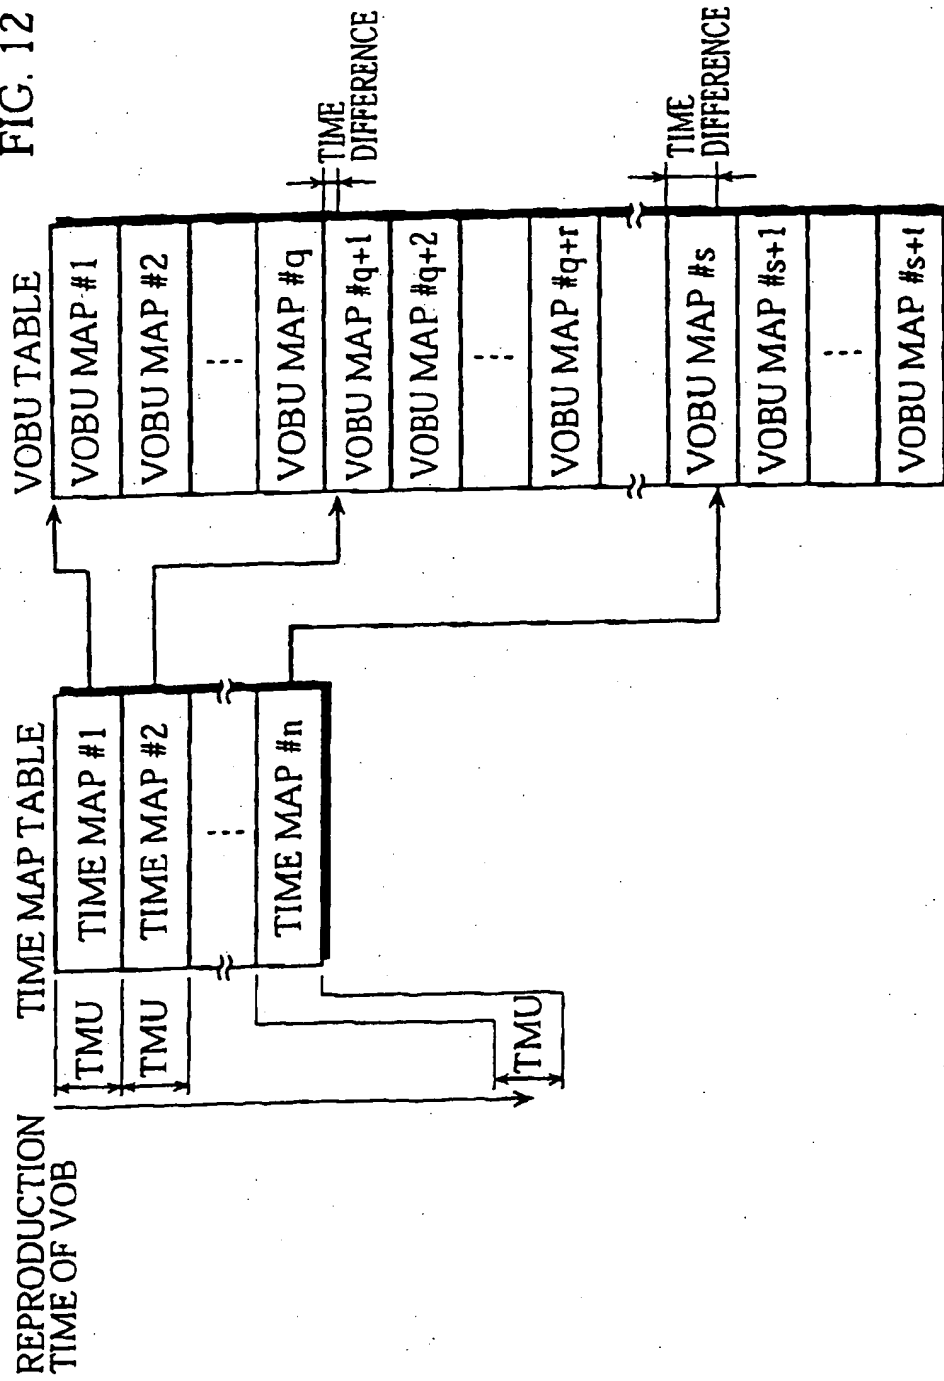 FIG. 12
REPRODUCTION
TIME OF VOB
TMU
TMU
TMU
TIME MAP TABLE
TIME MAP #1
TIME MAP #2
TIME MAP #n
VOBU TABLE
VOBU MAP #1
VOBU MAP #2
VOBU MAP #q
VOBU MAP #q+1
VOBU MAP #q+2
VOBU MAP #q+r
VOBU MAP #s
VOBU MAP #s+1
VOBU MAP #s+t
TIME
DIFFERENCE
TIME
DIFFERENCE